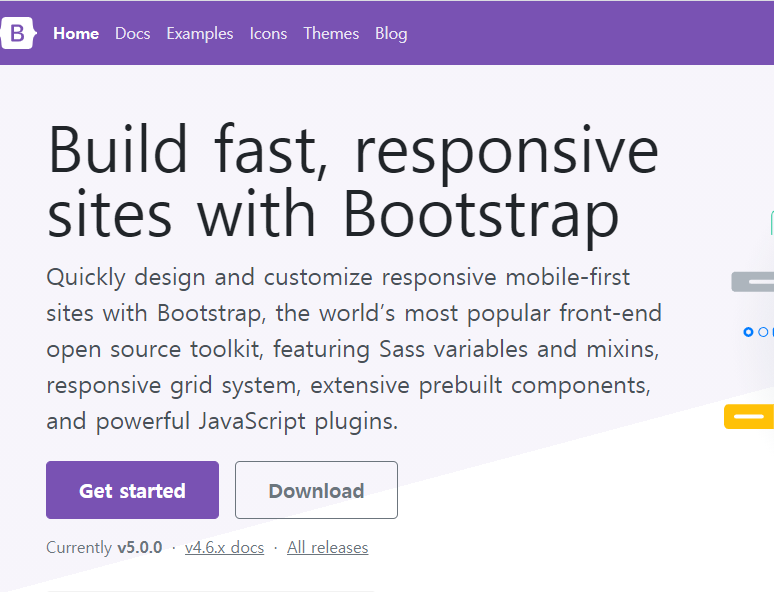 B Home Docs Examples Icons Themes Blog
Build fast, responsive
sites with Bootstrap
Quickly design and customize responsive mobile-first
sites with Bootstrap, the world’s most popular front-end
open source toolkit, featuring Sass variables and mixins,
responsive grid system, extensive prebuilt components,
and powerful JavaScript plugins.
Get started Download
Currently v5.0.0 · v4.6.x docs · All releases